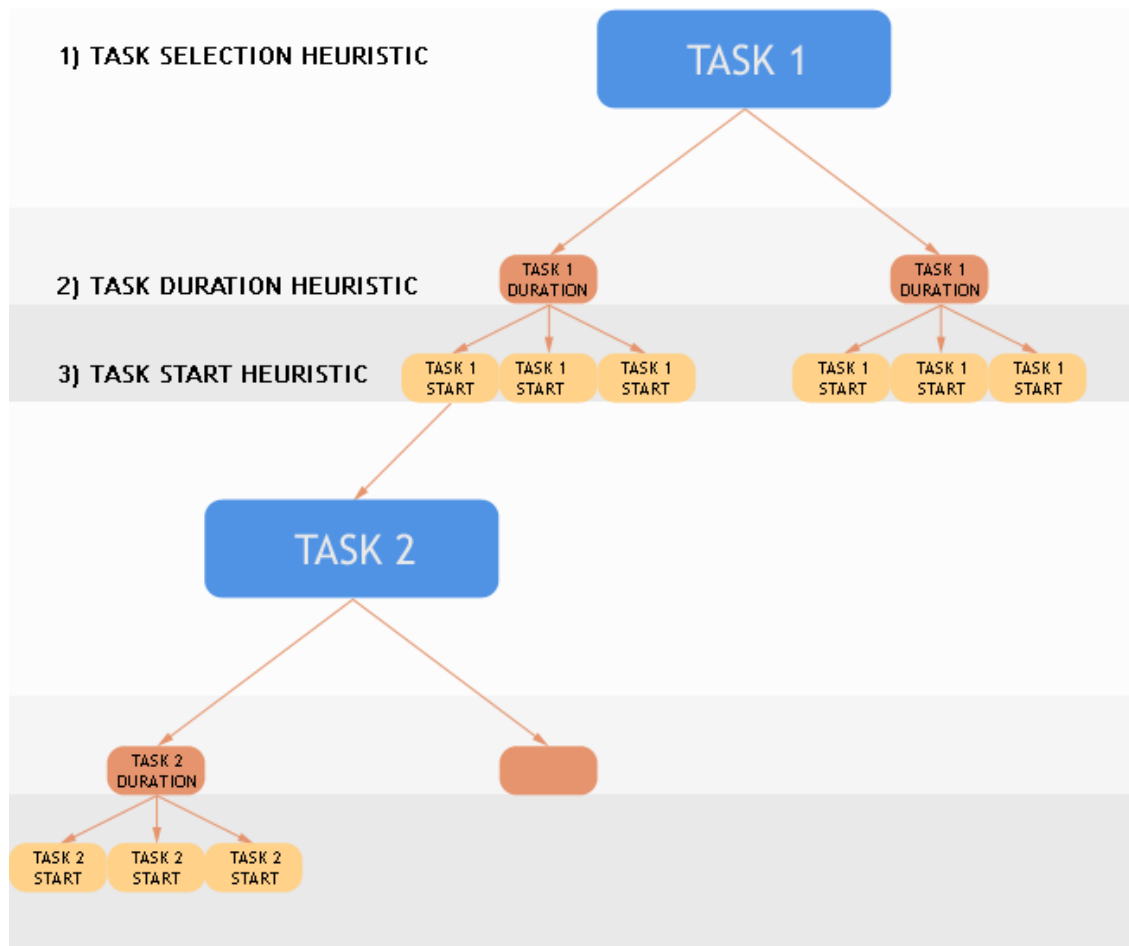 1) TASK SELECTION HEURISTIC
TASK 1
2) TASK DURATION HEURISTIC
TASK 1
DURATION
TASK 1
DURATION
3) TASK START HEURISTIC
TASK 1
START
TASK 1
START
TASK 1
START
TASK 1
START
TASK 1
START
TASK 1
START
TASK 2
TASK 2
DURATION
TASK 2
START
TASK 2
START
TASK 2
START